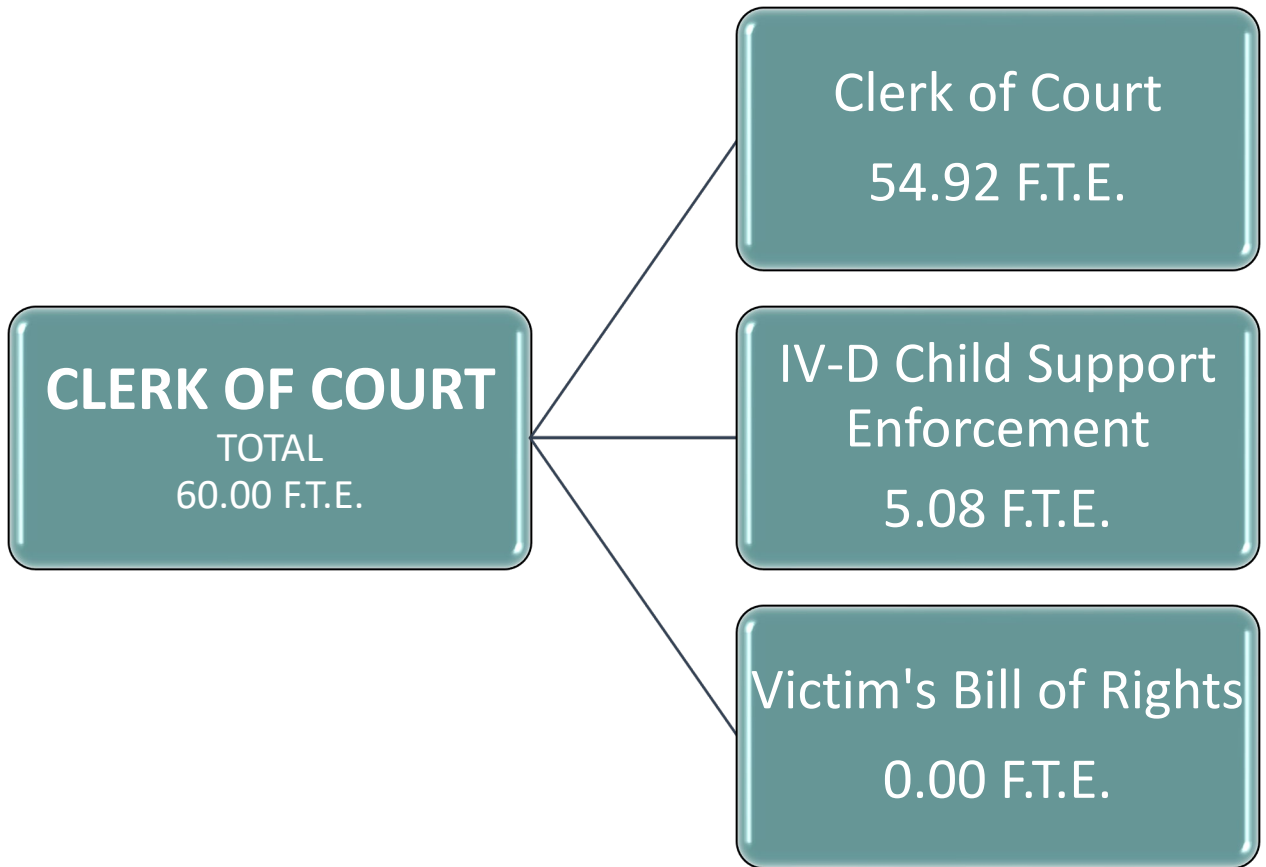 CLERK OF COURT
TOTAL
60.00 F.T.E.
Clerk of Court
54.92 F.T.E.
IV-D Child Support
Enforcement
5.08 F.T.E.
Victim's Bill of Rights
0.00 F.T.E.